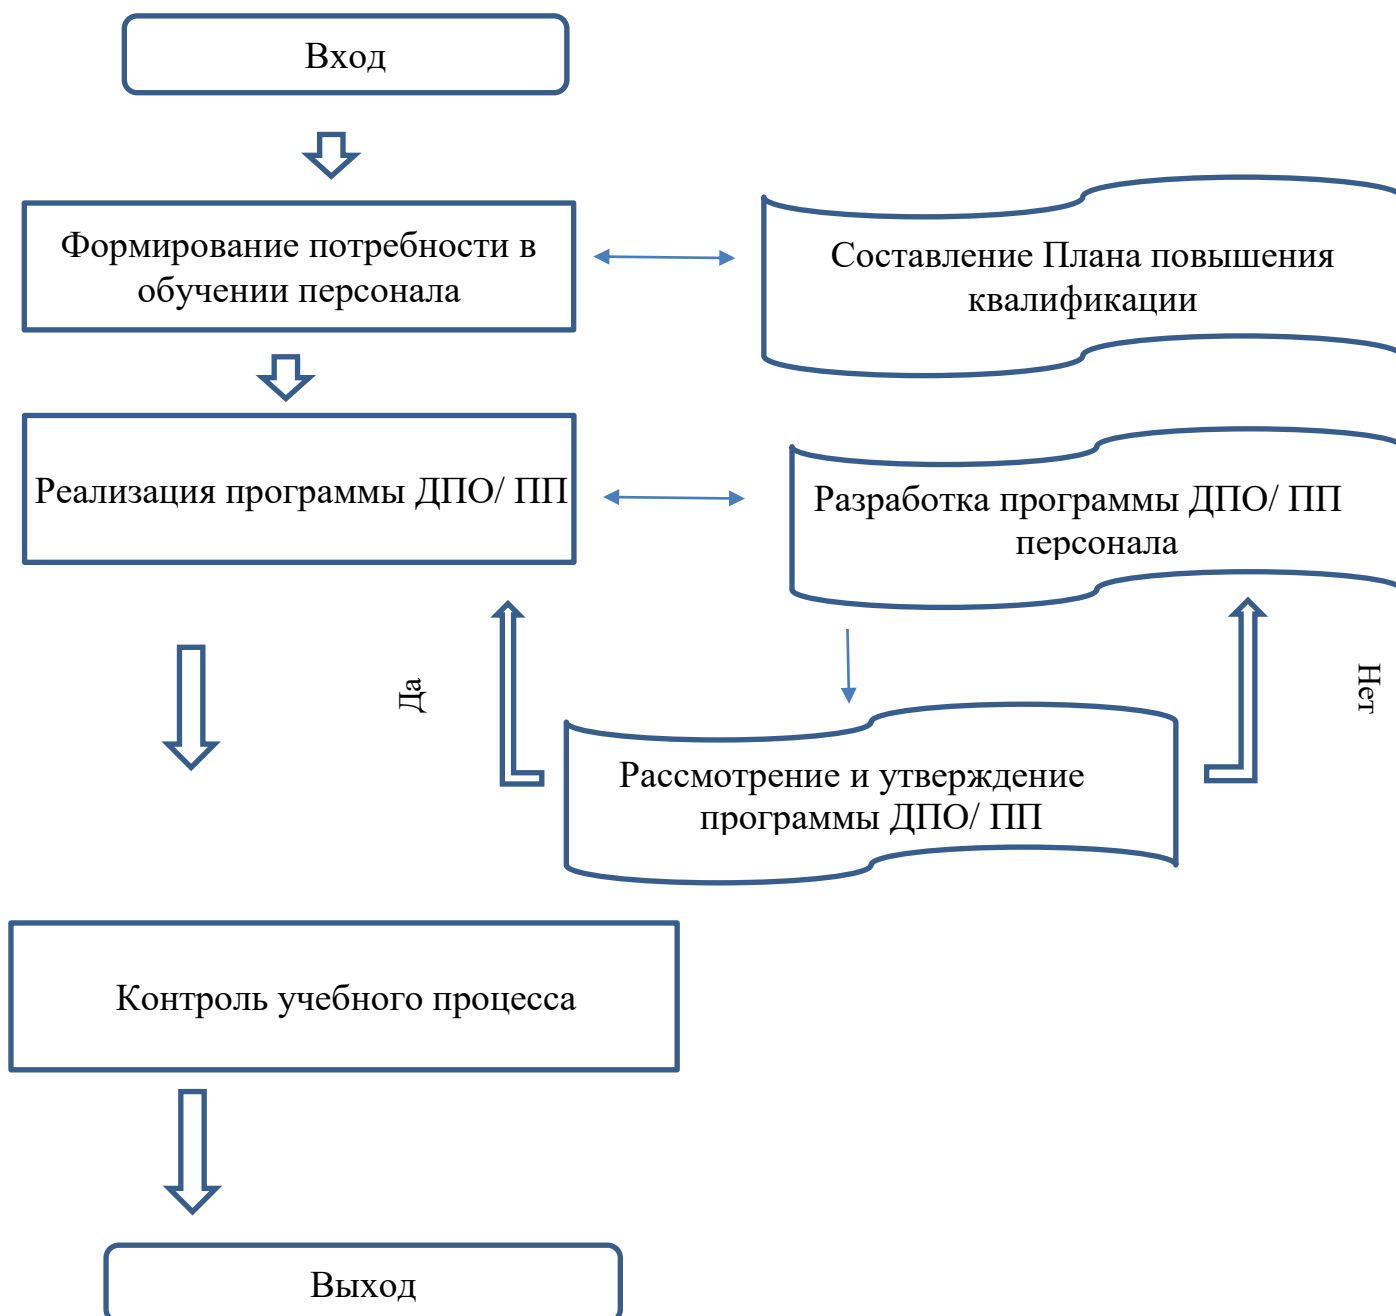 Вход
Формирование потребности в
обучении персонала
Составление Плана повышения
квалификации
Реализация программы ДПО/ ПП
Разработка программы ДПО/ ПП
персонала
Да
Нет
Рассмотрение и утверждение
программы ДПО/ ПП
Контроль учебного процесса
Выход